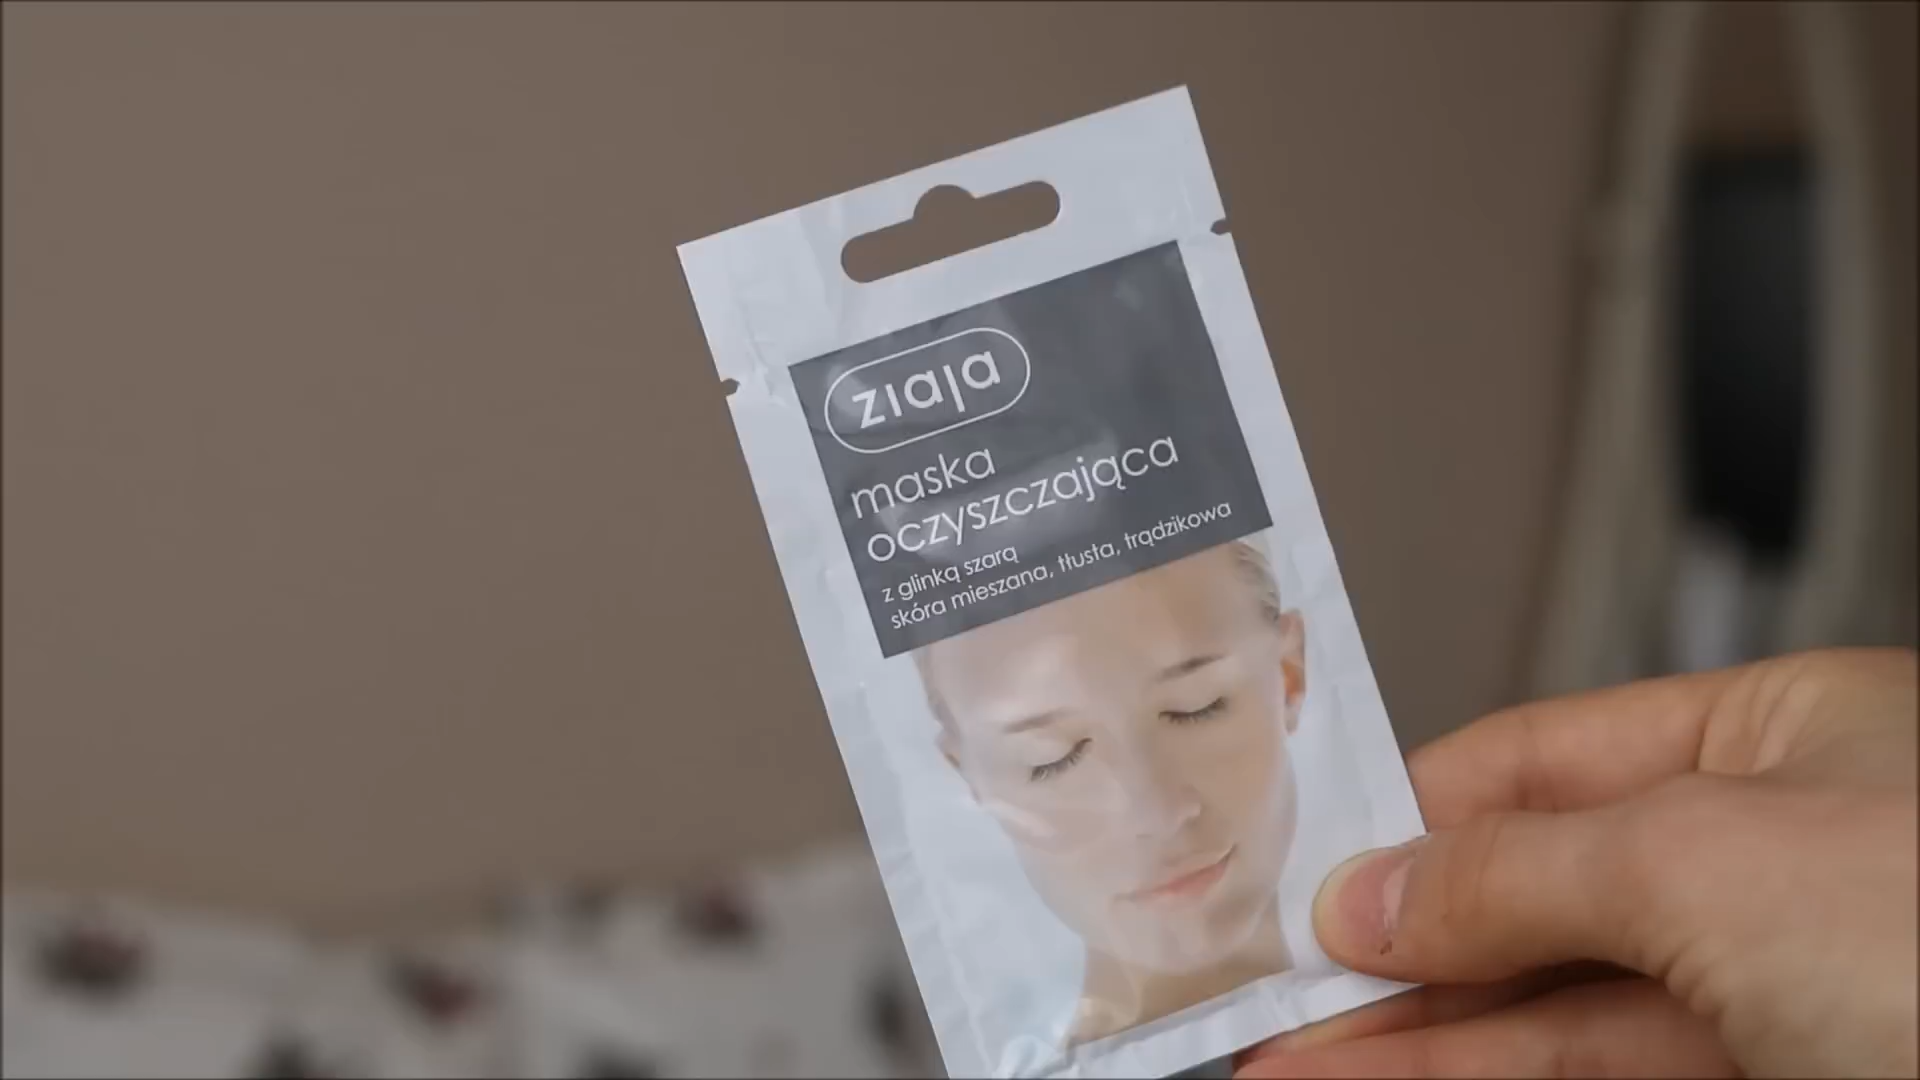 ziaja
maska
oczyszczająca
z glinką szarą
skóra mieszana, tłusta, trądzikowa